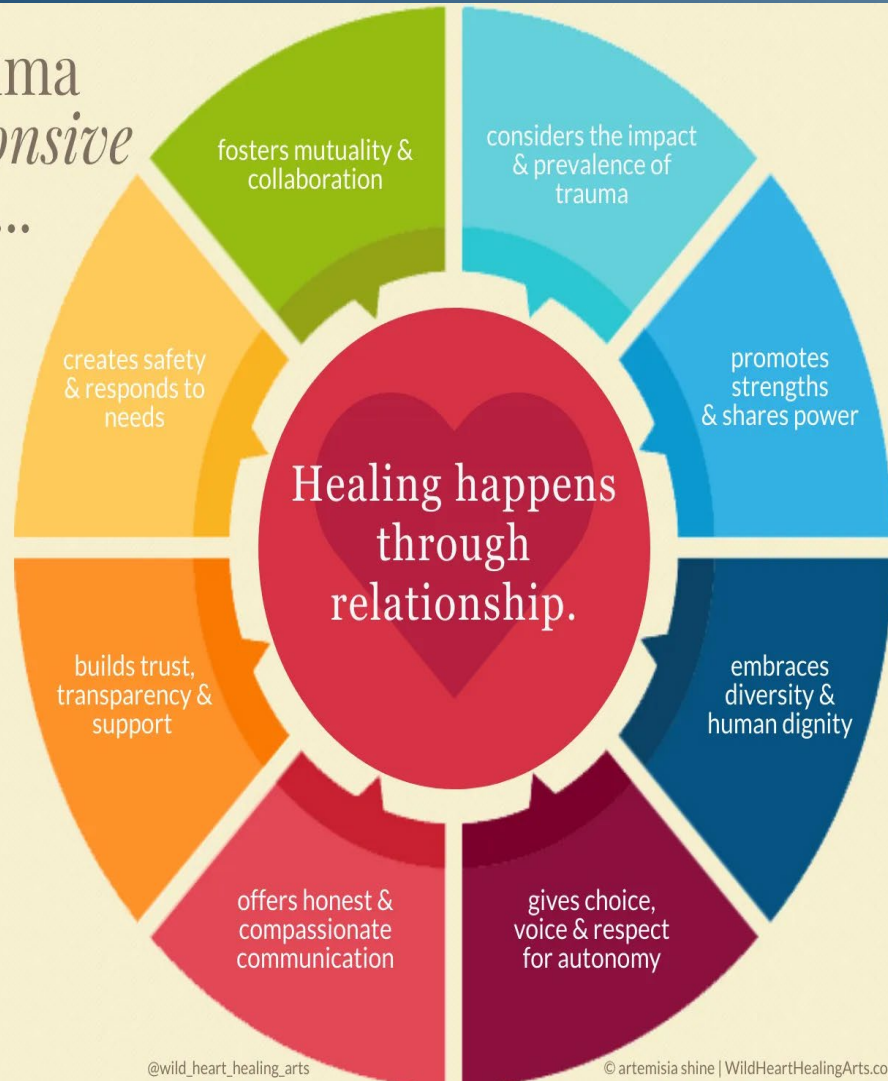 ma
onsive
...
fosters mutuality &
collaboration
considers the impact
& prevalence of
trauma
promotes
strengths
& shares power
embraces
diversity &
human dignity
gives choice,
voice & respect
for autonomy
offers honest &
compassionate
communication
builds trust,
transparency &
support
creates safety
& responds to
needs
Healing happens
through
relationship.
@wild_heart_healing_arts
© artemisia shine | WildHeartHealingArts.co